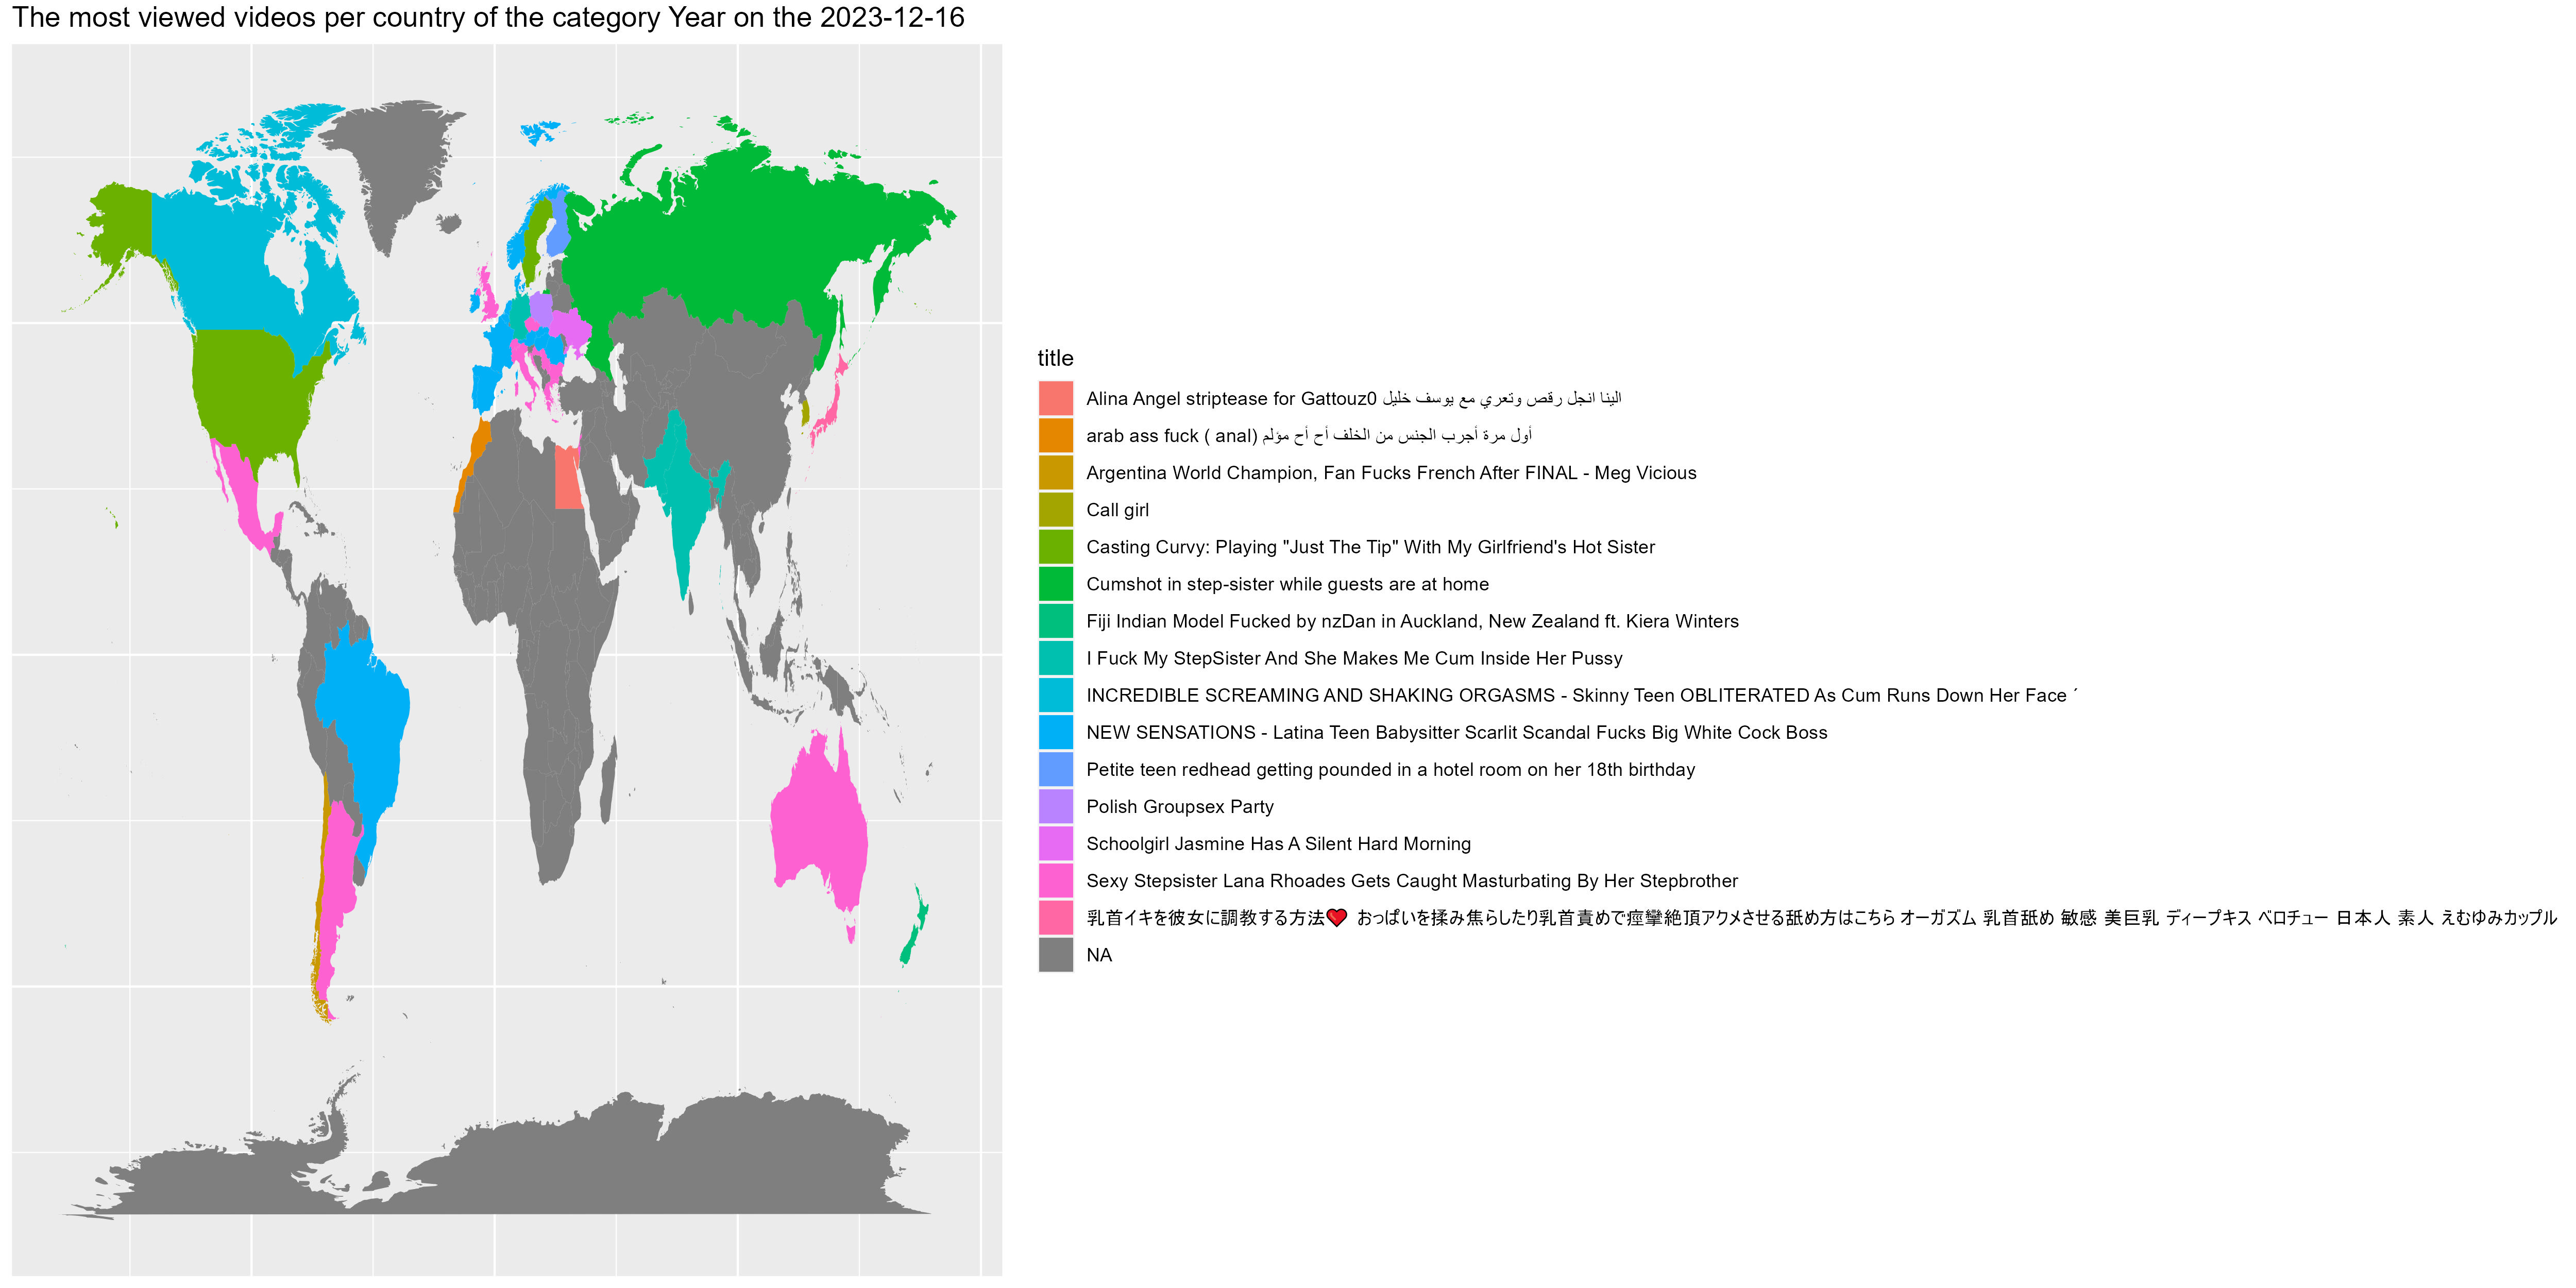 The most viewed videos per country of the category Year on the 2023-12-16
title
Alina Angel striptease for Gattouz0 الينا انجل رقص وتعري مع يوسف خليل
arab ass fuck ( anal) أول مرة أجرب الجنس من الخلف أح أح مؤلم
Argentina World Champion, Fan Fucks French After FINAL - Meg Vicious
Call girl
Casting Curvy: Playing "Just The Tip" With My Girlfriend's Hot Sister
Cumshot in step-sister while guests are at home
Fiji Indian Model Fucked by nzDan in Auckland, New Zealand ft. Kiera Winters
I Fuck My StepSister And She Makes Me Cum Inside Her Pussy
INCREDIBLE SCREAMING AND SHAKING ORGASMS - Skinny Teen OBLITERATED As Cum Runs Down Her Face ´
NEW SENSATIONS - Latina Teen Babysitter Scarlit Scandal Fucks Big White Cock Boss
Petite teen redhead getting pounded in a hotel room on her 18th birthday
Polish Groupsex Party
Schoolgirl Jasmine Has A Silent Hard Morning
Sexy Stepsister Lana Rhoades Gets Caught Masturbating By Her Stepbrother
乳首イキを彼女に調教する方法❤️ おっぱいを揉み焦らしたり乳首責めで痙攣絶頂アクメさせる舐め方はこちら オーガズム 乳首舐め 敏感 美巨乳 ディープキス ベロチュー 日本人 素人 えむゆみカップル
NA